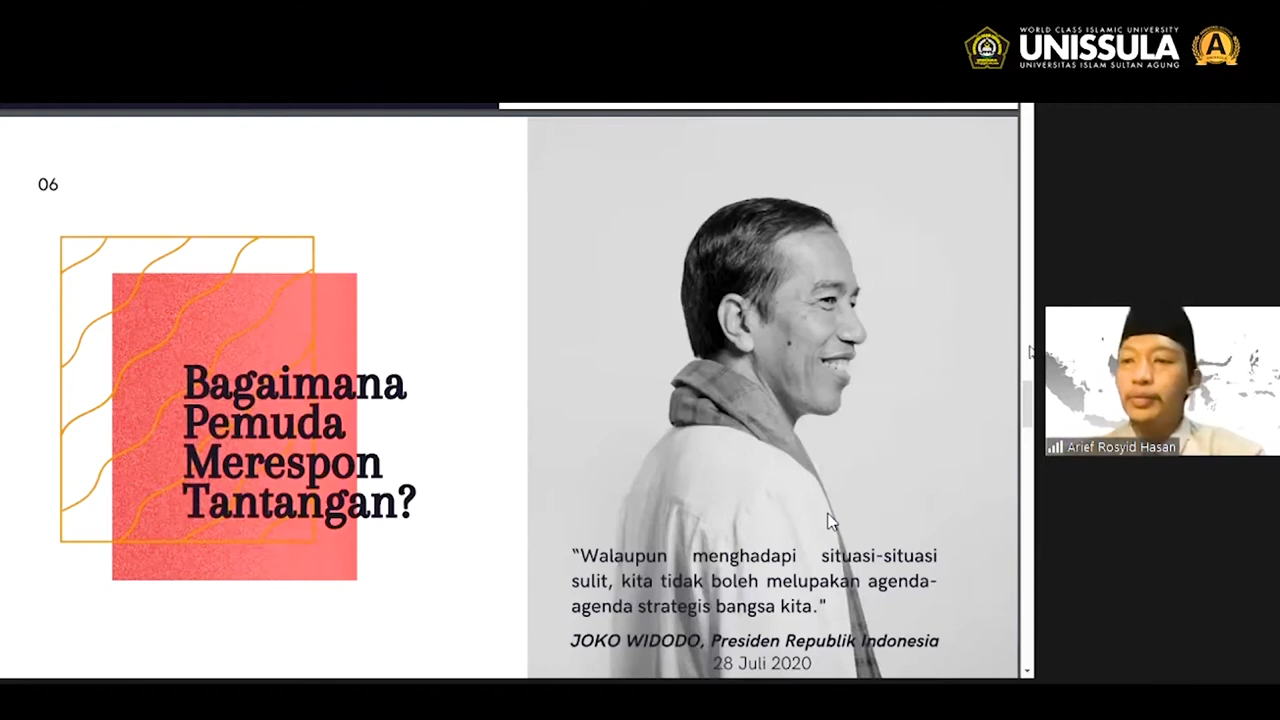 WORLD CLASS ISLAMIC UNIVERSITY
UNISSULA
UNIVERSITAS ISLAM SULTAN AGUNG
A
06
Bagaimana
Pemuda
Merespon
Tantangan?
“Walaupun menghadapi situasi-situasi
sulit, kita tidak boleh melupakan agenda-
agenda strategis bangsa kita."
JOKO WIDODO, Presiden Republik Indonesia
28 Juli 2020
Arief Rosyid Hasan